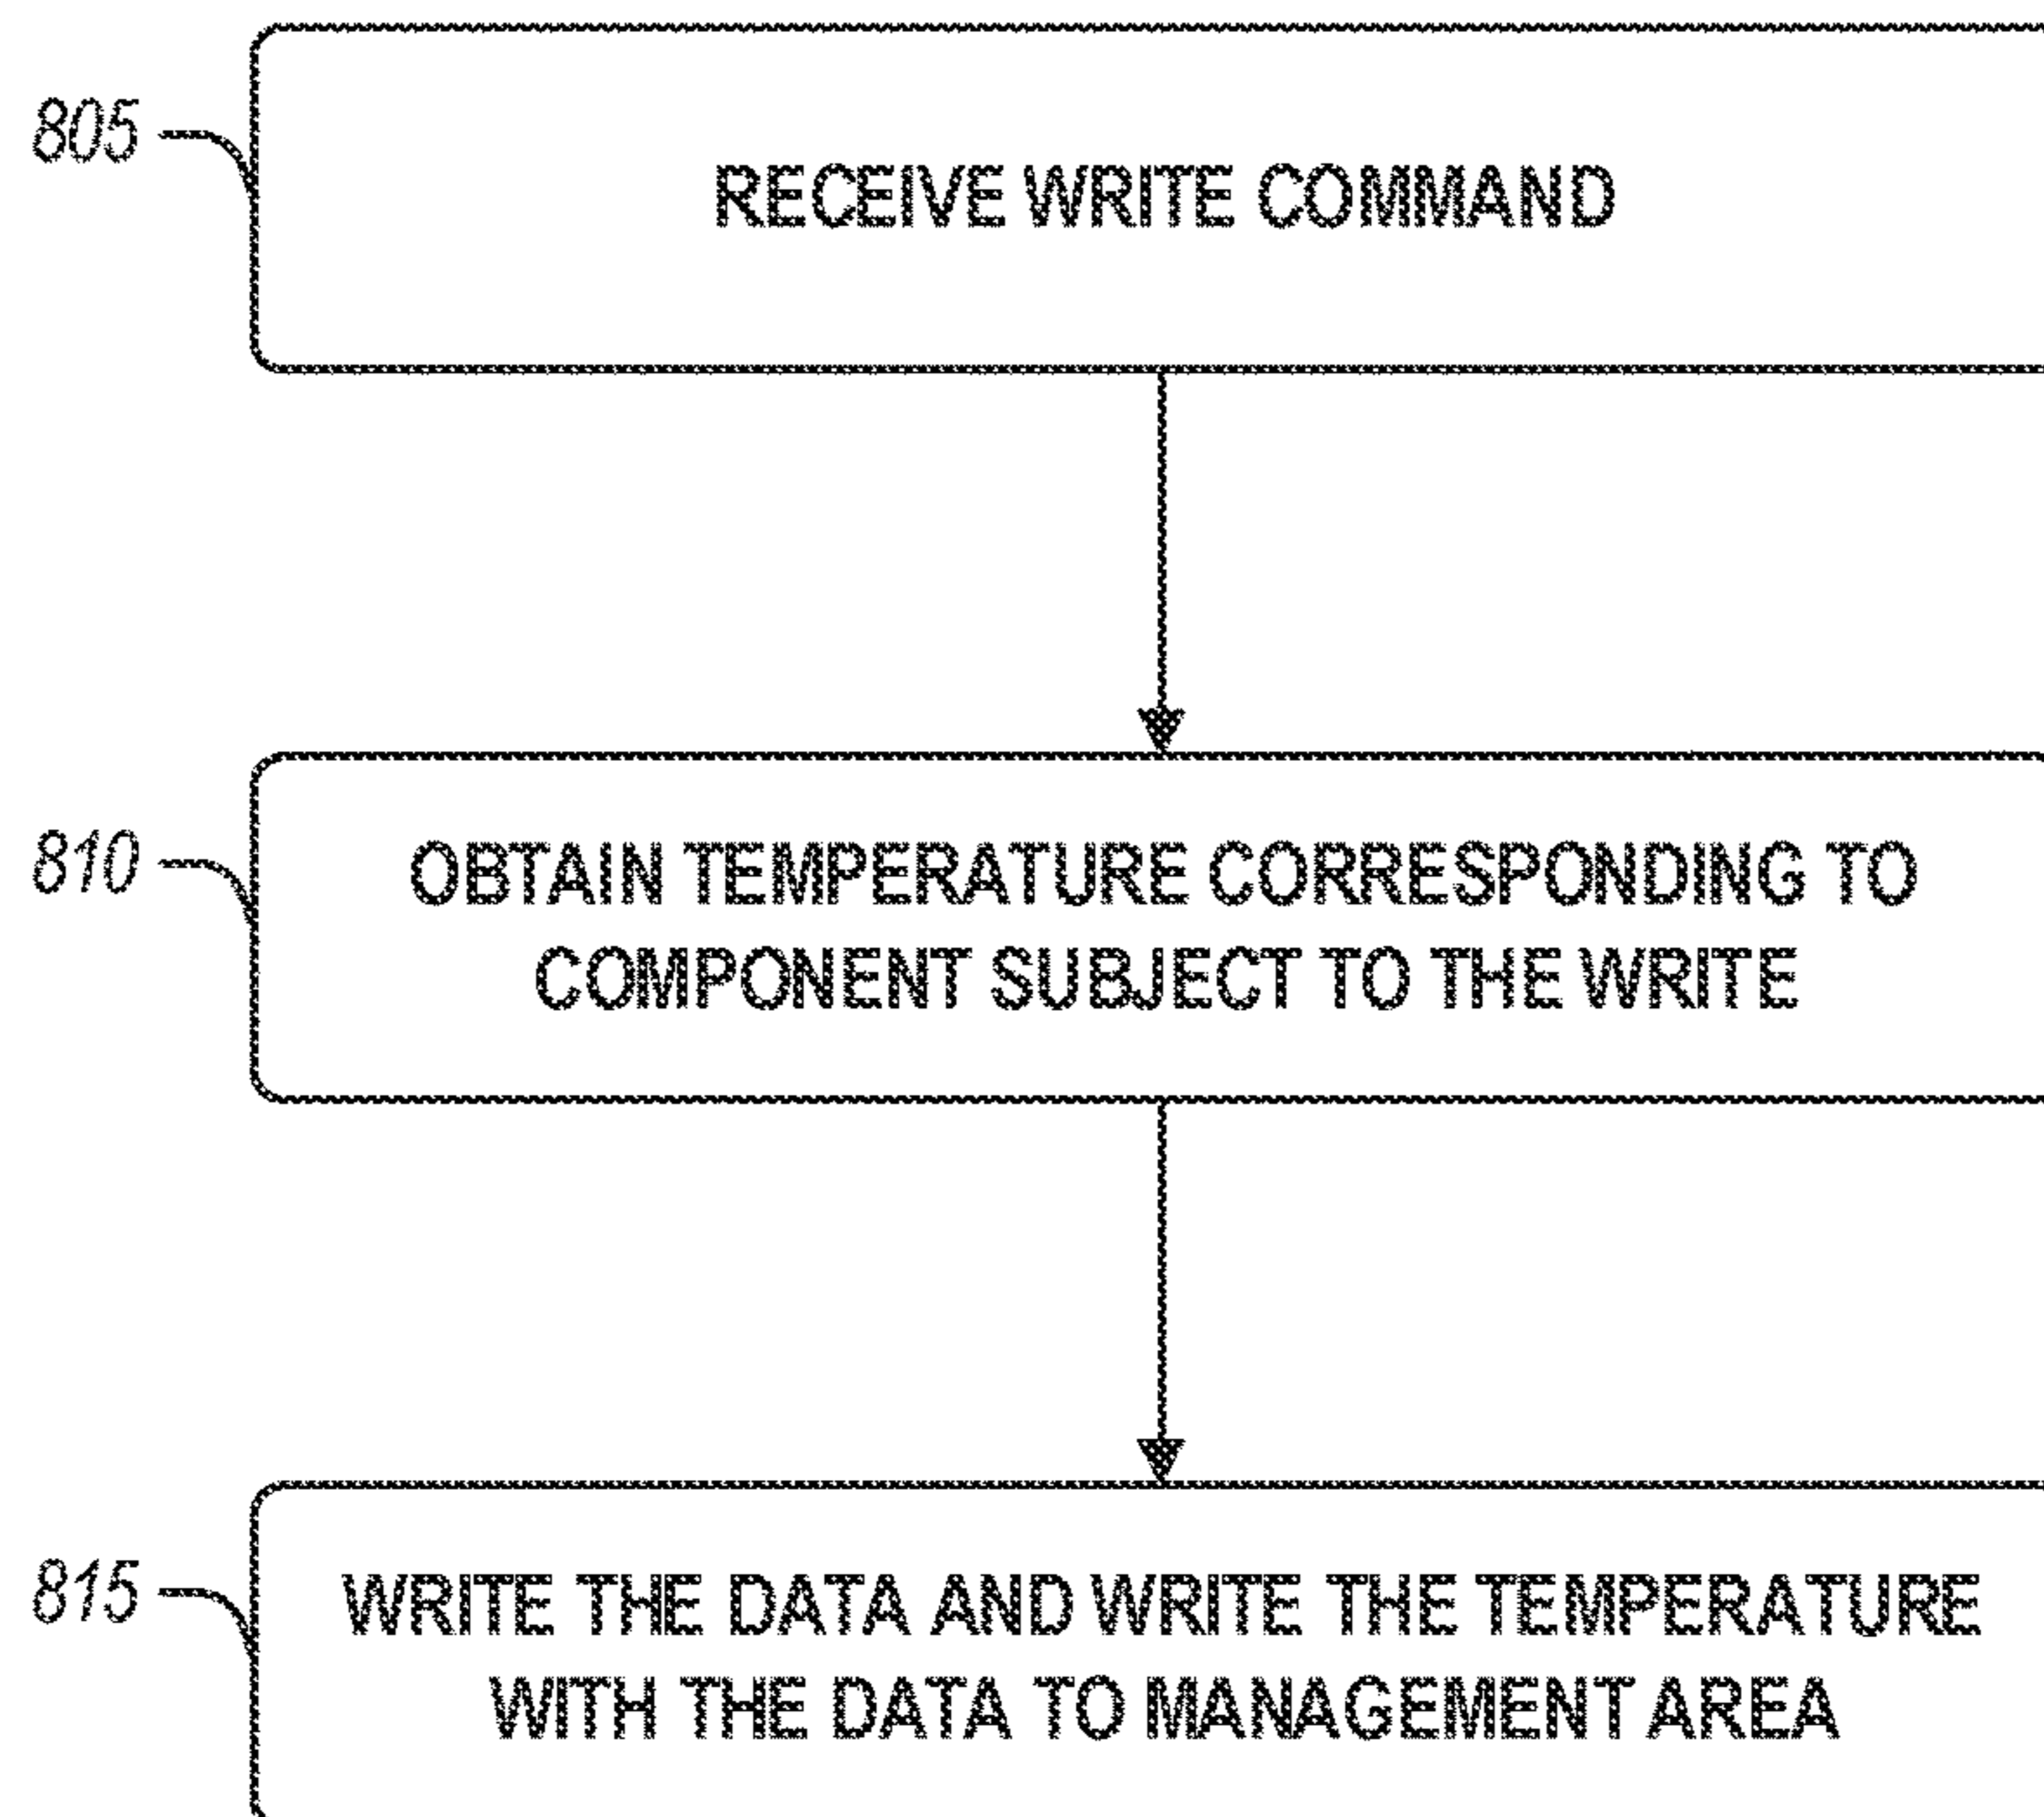 805
RECEIVE WRITE COMMAND
810
OBTAIN TEMPERATURE CORRESPONDING TO
COMPONENT SUBJECT TO THE WRITE
815
WRITE THE DATA AND WRITE THE TEMPERATURE
WITH THE DATA TO MANAGEMENT AREA